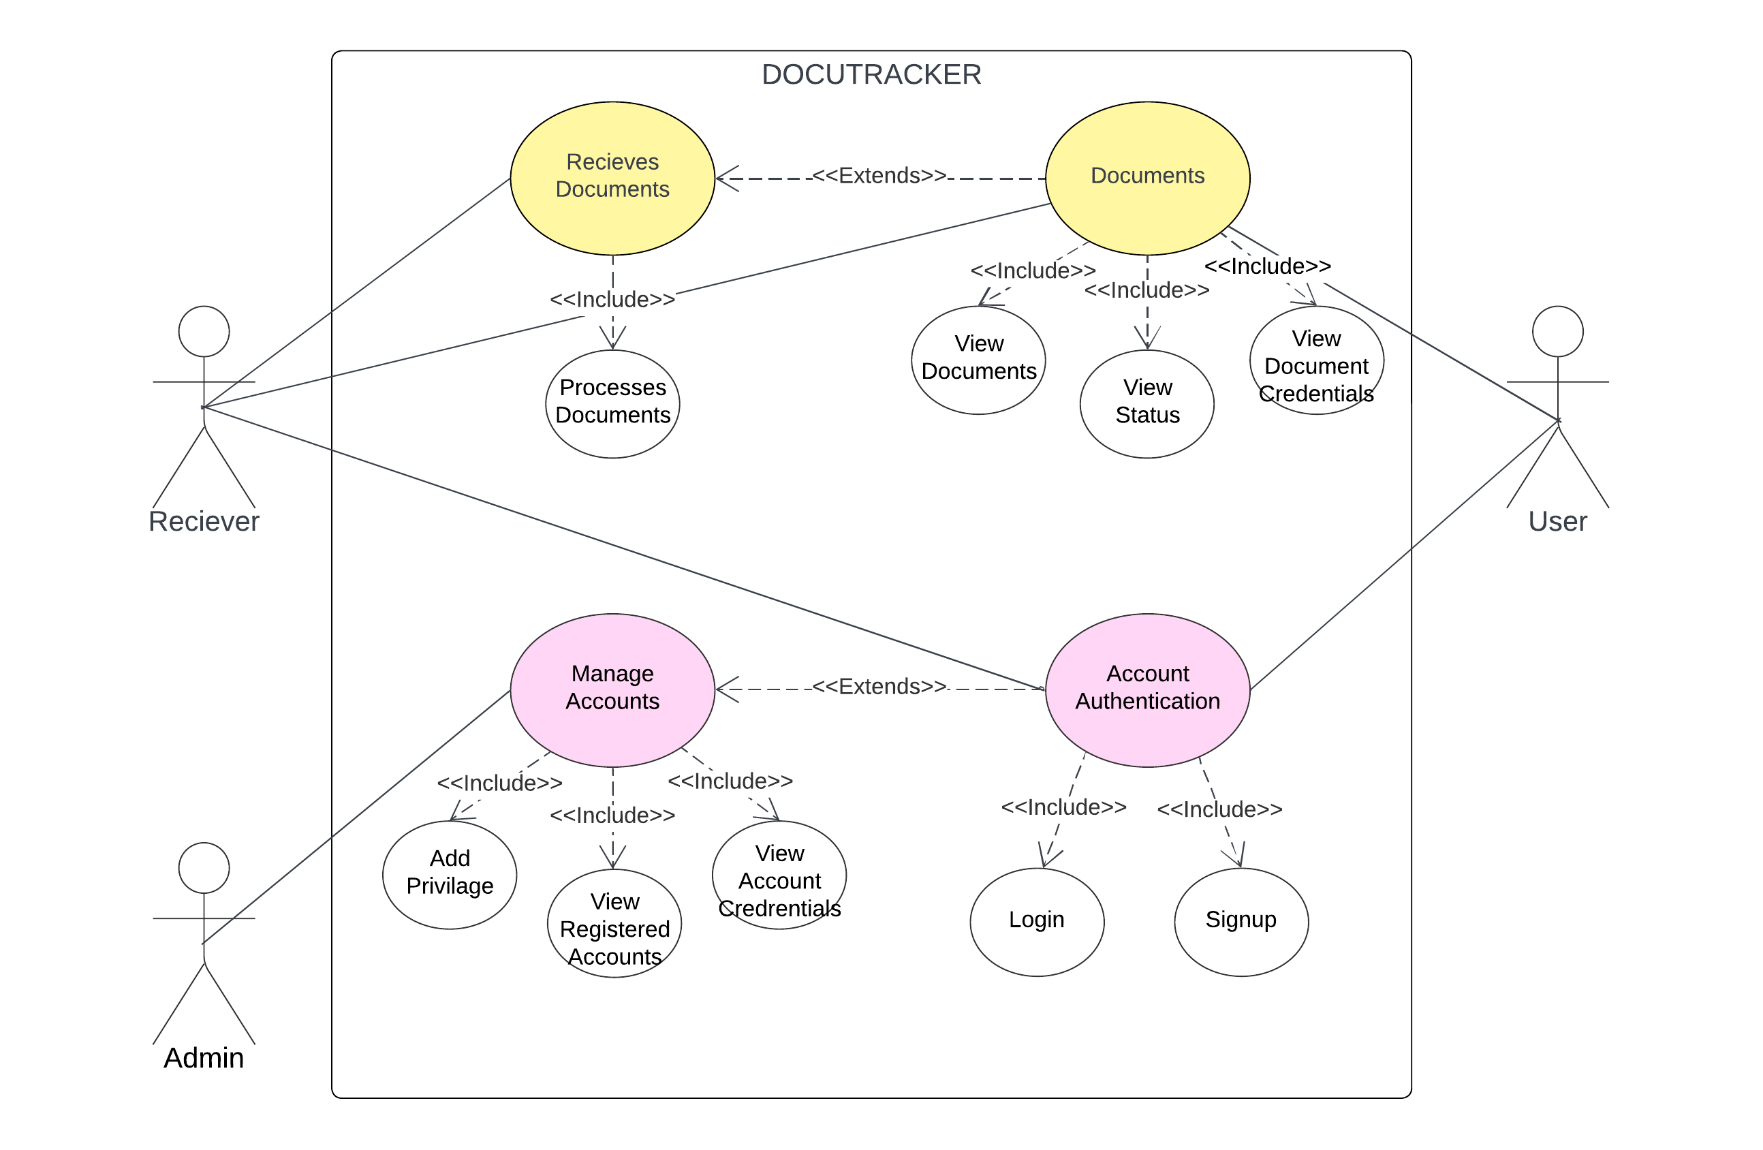 DOCUTRACKER
Recieves
Documents
<<Extends>>
Documents
<<Include>>
<<Include>>
<<Include>>
<<Include>>
Processes
Documents
View
Documents
View
Status
View
Document
Credentials
Reciever
User
Manage
Accounts
<<Extends>>
Account
Authentication
<<Include>>
<<Include>>
<<Include>>
<<Include>>
<<Include>>
Add
Privilage
View
Registered
Accounts
View
Account
Credrentials
Login
Signup
Admin